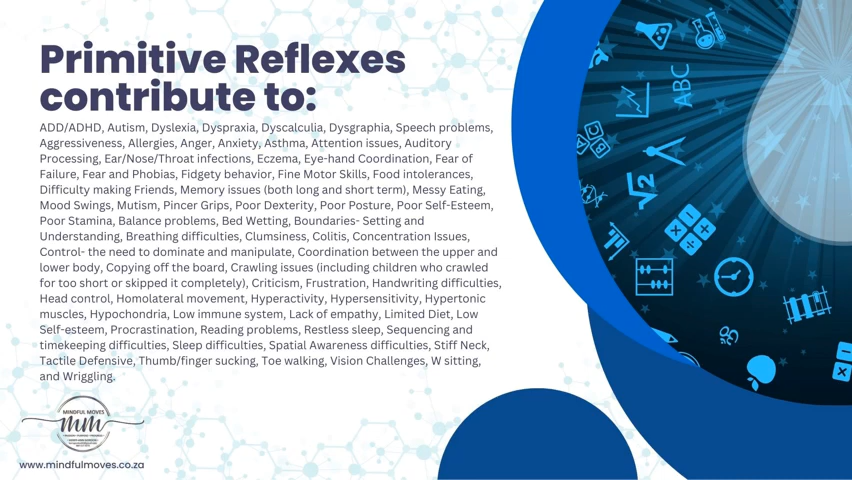 Primitive Reflexes
contribute to:
ADD/ADHD, Autism, Dyslexia, Dyspraxia, Dyscalculia, Dysgraphia, Speech problems,
Aggressiveness, Allergies, Anger, Anxiety, Asthma, Attention issues, Auditory
Processing, Ear/Nose/Throat infections, Eczema, Eye-hand Coordination, Fear of
Failure, Fear and Phobias, Fidgety behavior, Fine Motor Skills, Food intolerances,
Difficulty making Friends, Memory issues (both long and short term), Messy Eating,
Mood Swings, Mutism, Pincer Grips, Poor Dexterity, Poor Posture, Poor Self-Esteem,
Poor Stamina, Balance problems, Bed Wetting, Boundaries- Setting and
Understanding, Breathing difficulties, Clumsiness, Colitis, Concentration Issues,
Control- the need to dominate and manipulate, Coordination between the upper and
lower body, Copying off the board, Crawling issues (including children who crawled
for too short or skipped it completely), Criticism, Frustration, Handwriting difficulties,
Head control, Homolateral movement, Hyperactivity, Hypersensitivity, Hypertonic
muscles, Hypochondria, Low immune system, Lack of empathy, Limited Diet, Low
Self-esteem, Procrastination, Reading problems, Restless sleep, Sequencing and
timekeeping difficulties, Sleep difficulties, Spatial Awareness difficulties, Stiff Neck,
Tactile Defensive, Thumb/finger sucking, Toe walking, Vision Challenges, W sitting,
and Wriggling.
MINDFUL MOVES
mm
www.mindfulmoves.co.za
ABC
√2